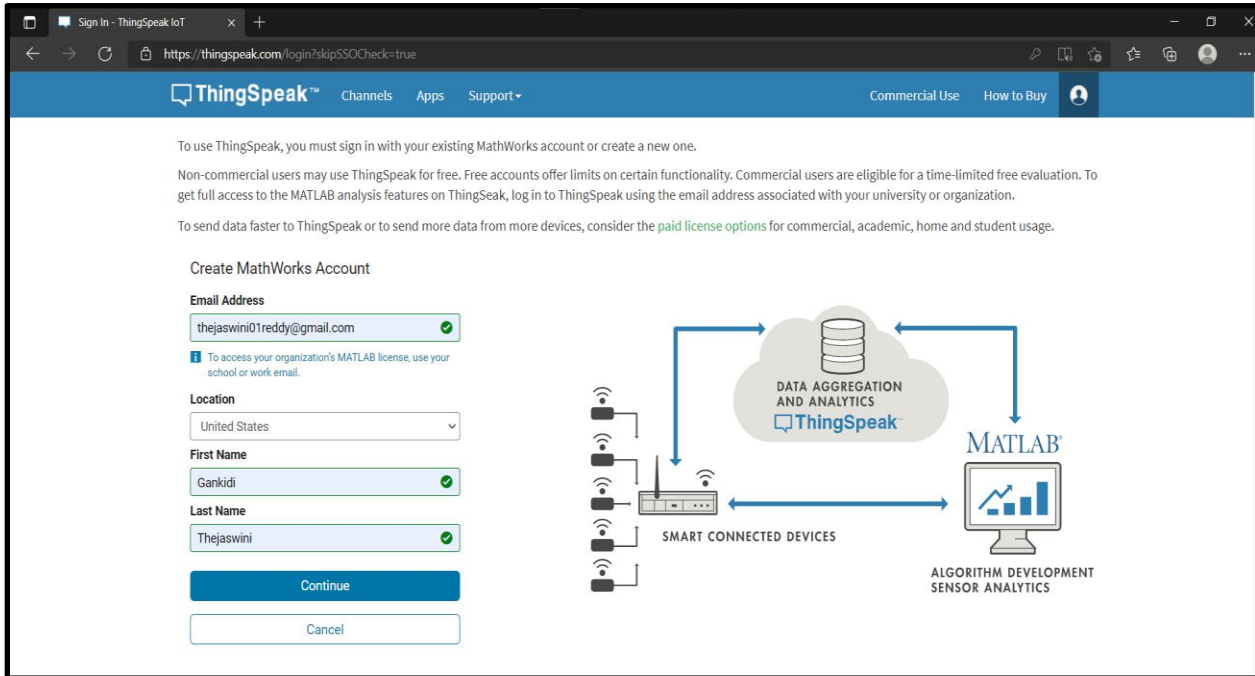 Sign In - ThingSpeak IoT
https://thingspeak.com/login?skipSSOCheck=true
ThingSpeak™ Channels Apps Support Commercial Use How to Buy
To use ThingSpeak, you must sign in with your existing MathWorks account or create a new one.
Non-commercial users may use ThingSpeak for free. Free accounts offer limits on certain functionality. Commercial users are eligible for a time-limited free evaluation. To
get full access to the MATLAB analysis features on ThingSeak, log in to ThingSpeak using the email address associated with your university or organization.
To send data faster to ThingSpeak or to send more data from more devices, consider the paid license options for commercial, academic, home and student usage.
Create MathWorks Account
Email Address
thejaswini01reddy@gmail.com
To access your organization's MATLAB license, use your
school or work email.
Location
United States
First Name
Gankidi
Last Name
Thejaswini
Continue
Cancel
DATA AGGREGATION
AND ANALYTICS
ThingSpeak™
SMART CONNECTED DEVICES
MATLAB®
ALGORITHM DEVELOPMENT
SENSOR ANALYTICS